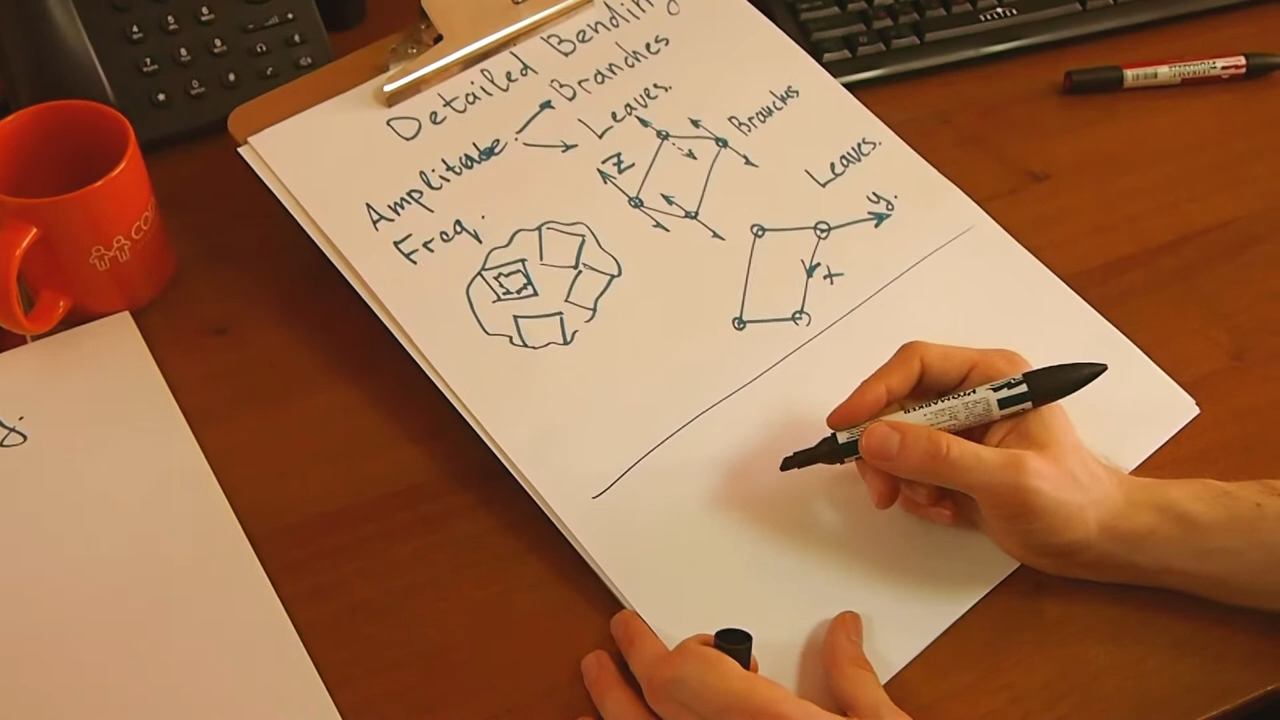 Detailed Bending
Branches
Amplitude
Leaves.
Freq.
Z
Branches
Leaves.
y.
x
PROMARKER